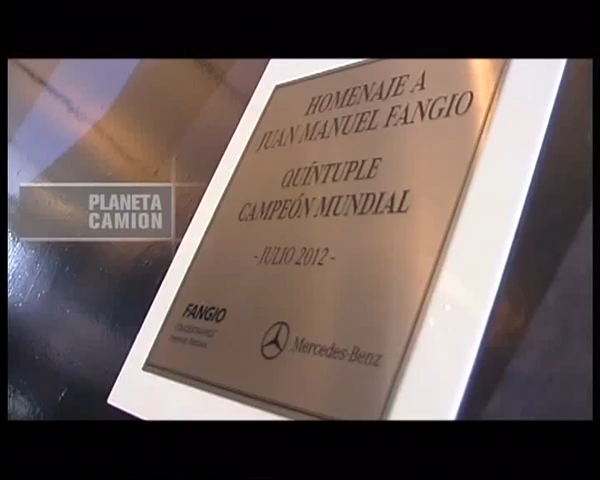 HOMENAJE A
JUAN MANUEL FANGIO
QUÍNTUPLE
CAMPEÓN MUNDIAL
- JULIO 2012 -
FANGIO
Mercedes-Benz
PLANETA
CAMION